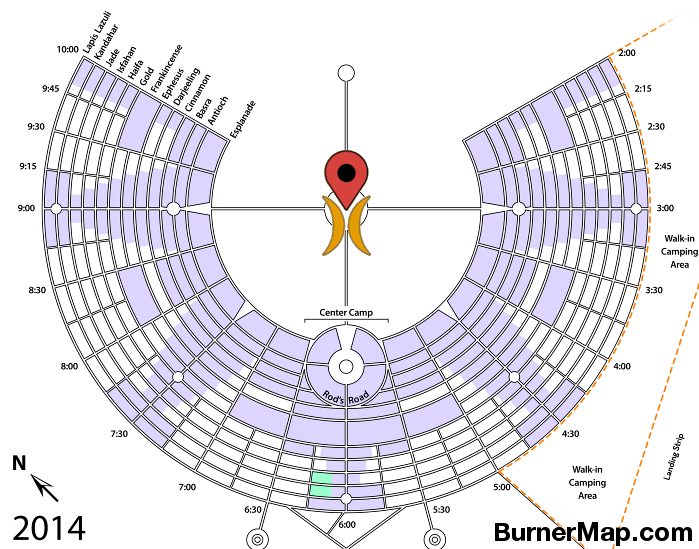 10:00
Lapis Lazuli
Kandahar
Jade
Isfahan
Haifa
Gold
Frankincense
Ephesus
Darjeeling
Cinnamon
Basra
Antioch
Esplanade
2:00
9:45
2:15
9:30
2:30
9:15
2:45
9:00
3:00
Walk-in
Camping
Area
8:30
3:30
Center Camp
8:00
4:00
Rod's Road
7:30
4:30
Landing Strip
7:00
5:00
Walk-in
Camping
Area
6:30
6:00
5:30
N
2014
BurnerMap.com